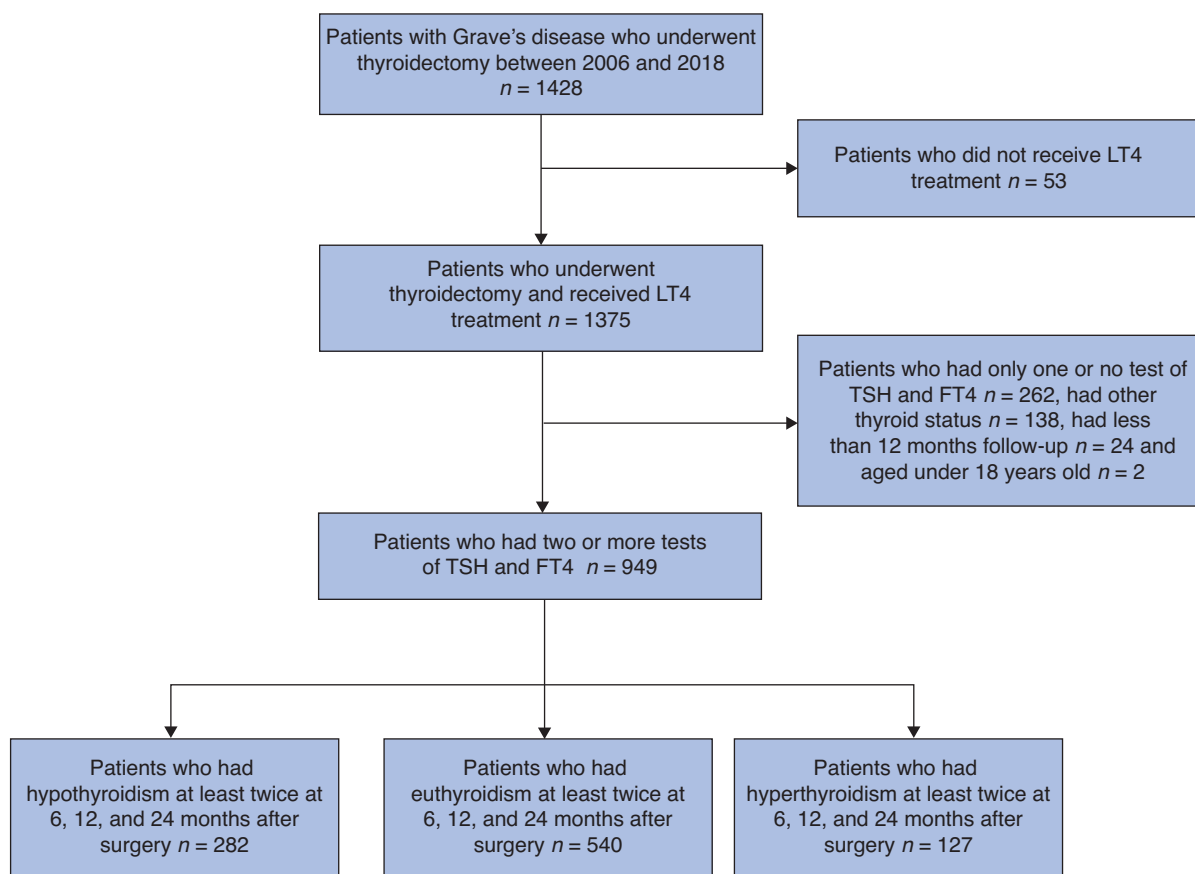 Patients with Grave's disease who underwent
thyroidectomy between 2006 and 2018
n = 1428
Patients who did not receive LT4
treatment n = 53
Patients who underwent
thyroidectomy and received LT4
treatment n = 1375
Patients who had only one or no test of
TSH and FT4 n = 262, had other
thyroid status n = 138, had less
than 12 months follow-up n = 24 and
aged under 18 years old n = 2
Patients who had two or more tests
of TSH and FT4 n = 949
Patients who had
hypothyroidism at least twice at
6, 12, and 24 months after
surgery n = 282
Patients who had
euthyroidism at least twice at
6, 12, and 24 months after
surgery n = 540
Patients who had
hyperthyroidism at least twice at
6, 12, and 24 months after
surgery n = 127